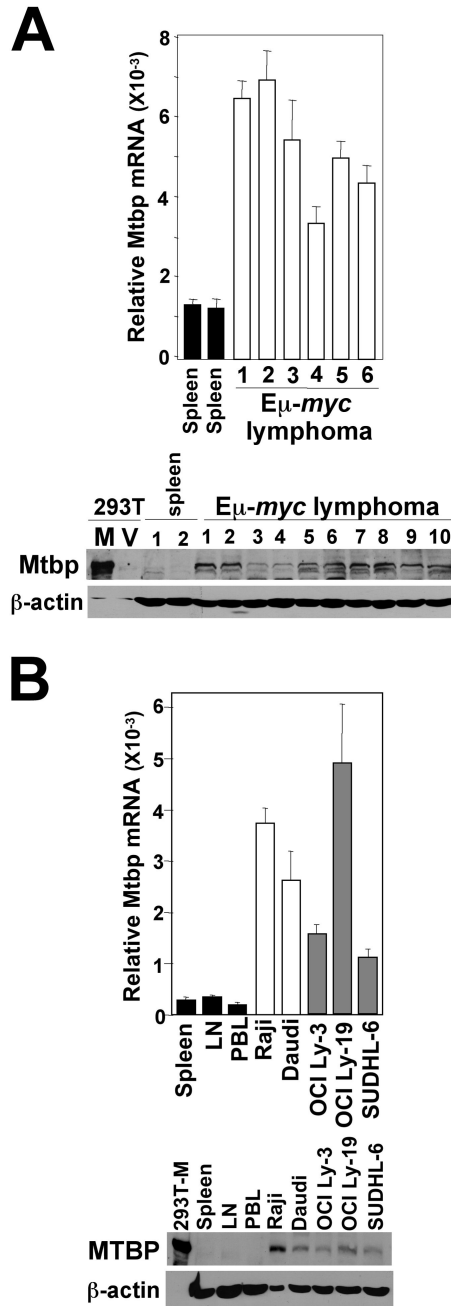 A
Relative Mtbp mRNA (X10-3)
8
6
4
2
0
Spleen
Spleen
1 2 3 4 5 6
Eμ-myc
lymphoma
293T
spleen
Eμ-myc lymphoma
M V 1 2 1 2 3 4 5 6 7 8 9 10
Mtbp
β-actin
B
Relative Mtbp mRNA (X10-3)
6
5
4
3
2
1
0
Spleen
LN
PBL
Raji
Daudi
OCI Ly-3
OCI Ly-19
SUDHL-6
293T-M
Spleen
LN
PBL
Raji
Daudi
OCI Ly-3
OCI Ly-19
SUDHL-6
MTBP
β-actin